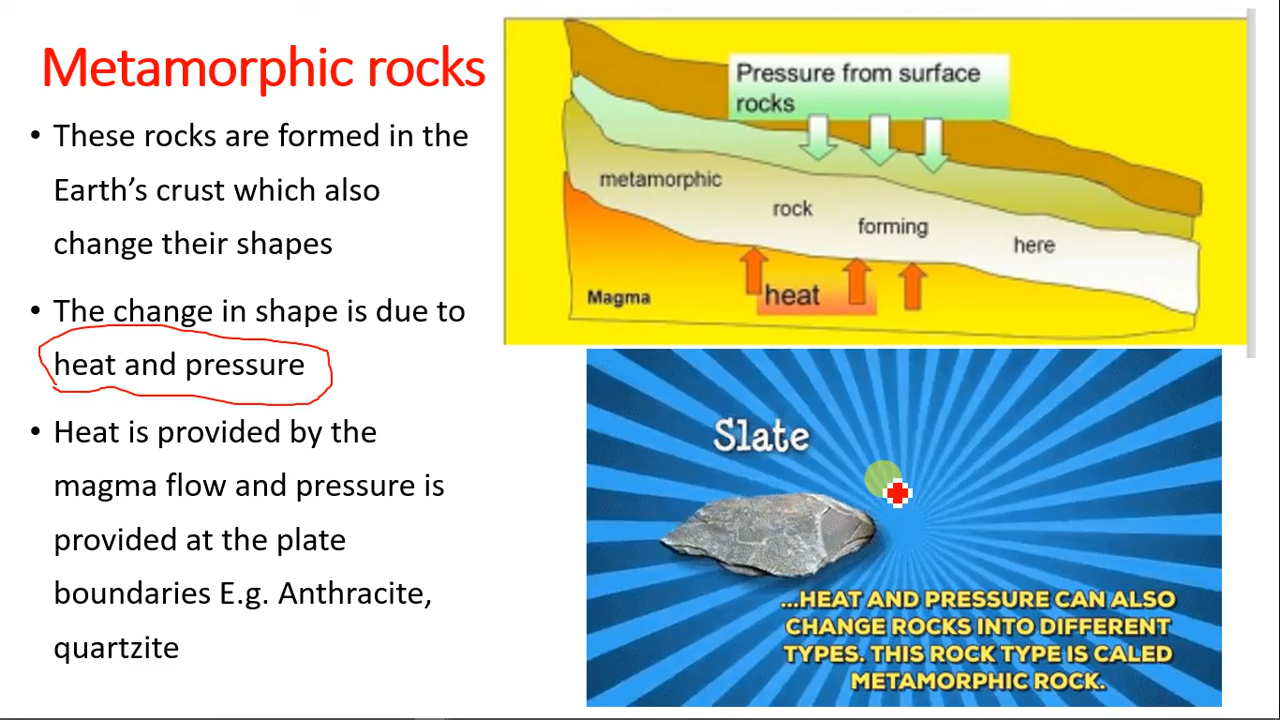 Metamorphic rocks
• These rocks are formed in the
Earth’s crust which also
change their shapes
• The change in shape is due to
heat and pressure
• Heat is provided by the
magma flow and pressure is
provided at the plate
boundaries E.g. Anthracite,
quartzite
Pressure from surface
rocks
metamorphic
rock
forming
here
Magma
heat
Slate
...HEAT AND PRESSURE CAN ALSO
CHANGE ROCKS INTO DIFFERENT
TYPES. THIS ROCK TYPE IS CALED
METAMORPHIC ROCK.